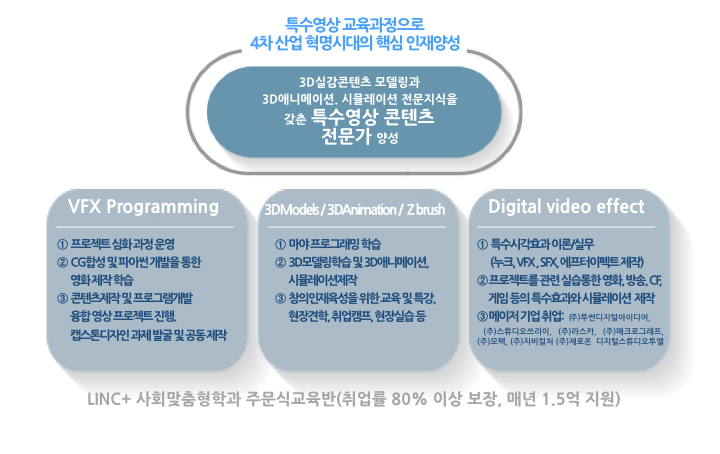 특수영상 교육과정으로
4차 산업 혁명시대의 핵심 인재양성
3D실감콘텐츠 모델링과
3D애니메이션, 시뮬레이션 전문지식을
갖춘 특수영상 콘텐츠
전문가 양성
VFX Programming
① 프로젝트 심화 과정 운영
② CG합성 및 파이썬 개발을 통한
영화 제작 학습
③ 콘텐츠제작 및 프로그램개발
융합 영상 프로젝트 진행.
캡스톤디자인 과제 발굴 및 공동 제작
3DModels / 3DAnimation / Z brush
① 마야 프로그래밍 학습
② 3D모델링학습 및 3D애니메이션,
시뮬레이션제작
③ 창의인재육성을 위한 교육 및 특강,
현장견학, 취업캠프, 현장실습 등
Digital video effect
① 특수시각효과 이론/실무
(누크, VFX , SFX, 에프터이펙트 제작)
② 프로젝트를 관련 실습통한 영화, 방송, CF,
게임 등의 특수효과와 시뮬레이션 제작
③ 메이저 기업 취업: (주)투썬디지털아이디어,
(주)스튜디오쓰리아, (주)라스카, (주)매크로그래프,
(주)모팩, (주)지비컬처 (주)제로온 디지털스튜디오투엘
LINC+ 사회맞춤형학과 주문식교육반(취업률 80% 이상 보장, 매년 1.5억 지원)